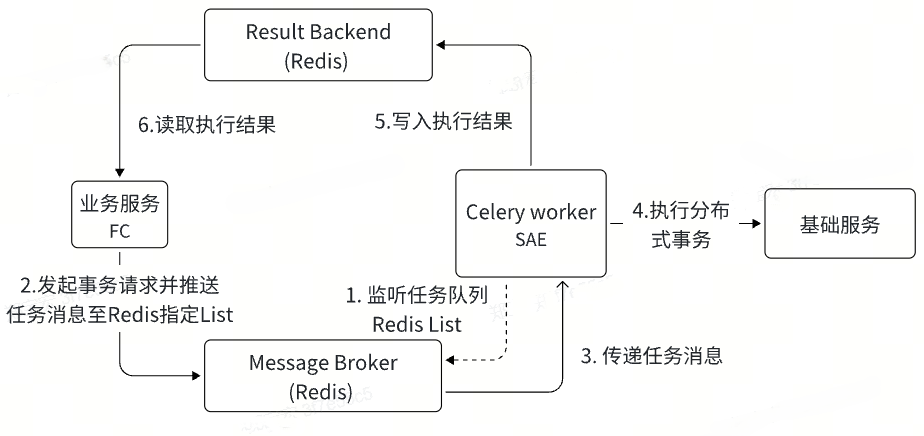 Result Backend
(Redis)
6.读取执行结果
5.写入执行结果
业务服务
FC
Celery worker
SAE
4.执行分布
式事务
基础服务
2.发起事务请求并推送
任务消息至Redis指定List
1. 监听任务队列
Redis List
Message Broker
(Redis)
3. 传递任务消息